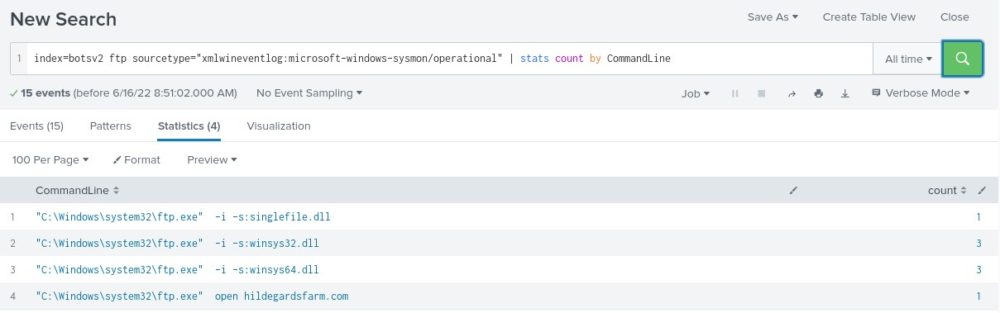 New Search
Save As Create Table View Close
1 index=botsv2 ftp sourcetype="xmlwineventlog:microsoft-windows-sysmon/operational" | stats count by CommandLine
All time
15 events (before 6/16/22 8:51:02.000 AM) No Event Sampling Job Verbose Mode
Events (15) Patterns Statistics (4) Visualization
100 Per Page Format Preview
CommandLine count
1 "C:\Windows\system32\ftp.exe"  -i -s:singlefile.dll 1
2 "C:\Windows\system32\ftp.exe"  -i -s:winsys32.dll 3
3 "C:\Windows\system32\ftp.exe"  -i -s:winsys64.dll 3
4 "C:\Windows\system32\ftp.exe"  open hildegardsfarm.com 1